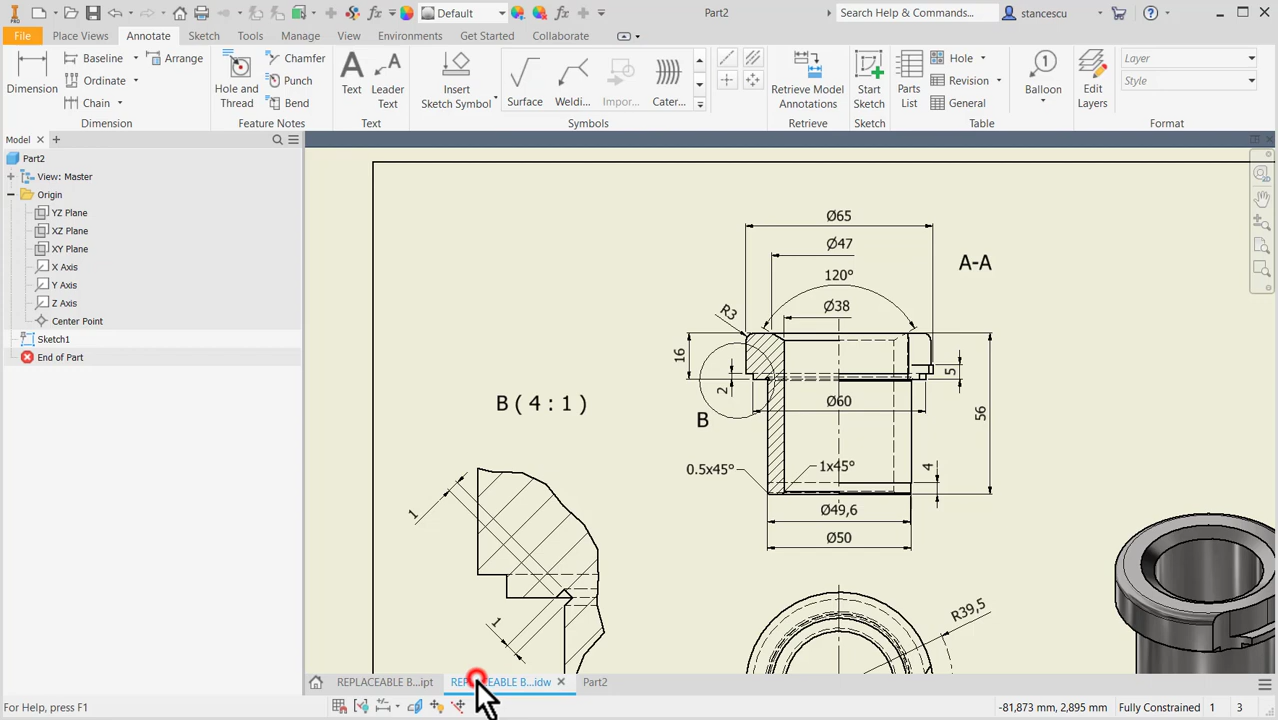 PRO
Default
Part2
Search Help & Commands...
stancescu
File
Place Views
Annotate
Sketch
Tools
Manage
View
Environments
Get Started
Collaborate
Dimension
Baseline
Ordinate
Chain
Arrange
Dimension
Hole and Thread
Chamfer
Punch
Bend
Feature Notes
Text
Leader Text
Text
Insert Sketch Symbol
Surface
Weldi...
Impor...
Cater...
Symbols
Retrieve Model Annotations
Retrieve
Start Sketch
Sketch
Parts List
Hole
Revision
General
Table
Balloon
Edit Layers
Layer
Style
Format
Model
Part2
View: Master
Origin
YZ Plane
XZ Plane
XY Plane
X Axis
Y Axis
Z Axis
Center Point
Sketch1
End of Part
Ø65
Ø47
A-A
120°
Ø38
R3
16
5
2
Ø60
56
B ( 4 : 1 )
B
0.5x45°
1x45°
4
Ø49,6
Ø50
1
1
R39,5
REPLACEABLE B...ipt
B...idw
Part2
For Help, press F1
-81,873 mm, 2,895 mm
Fully Constrained
1
3